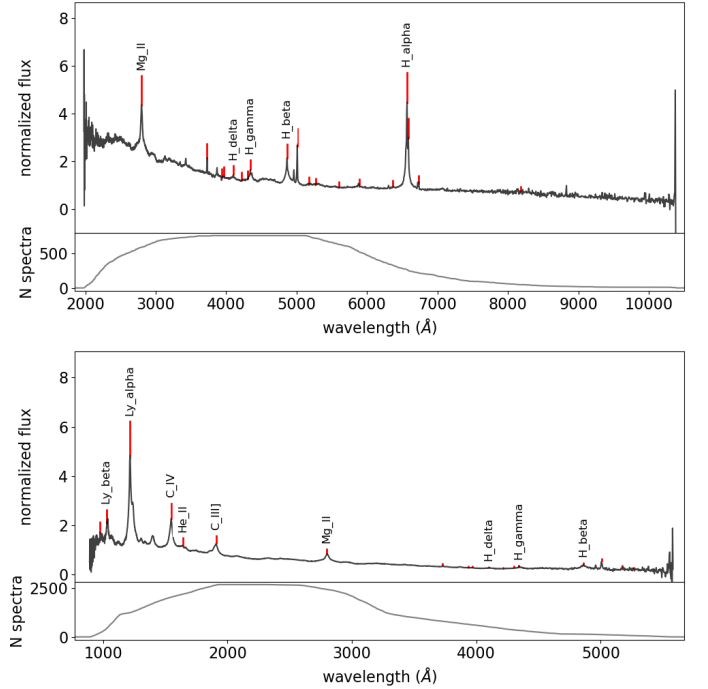 normalized flux
8
6
4
2
0
Mg_II
H_delta
H_gamma
H_beta
H_alpha
N spectra
500
0
2000 3000 4000 5000 6000 7000 8000 9000 10000
wavelength (Å)
normalized flux
8
6
4
2
0
Ly_beta
Ly_alpha
C_IV
He_II
C_III]
Mg_II
H_delta
H_gamma
H_beta
N spectra
2500
0
1000 2000 3000 4000 5000
wavelength (Å)